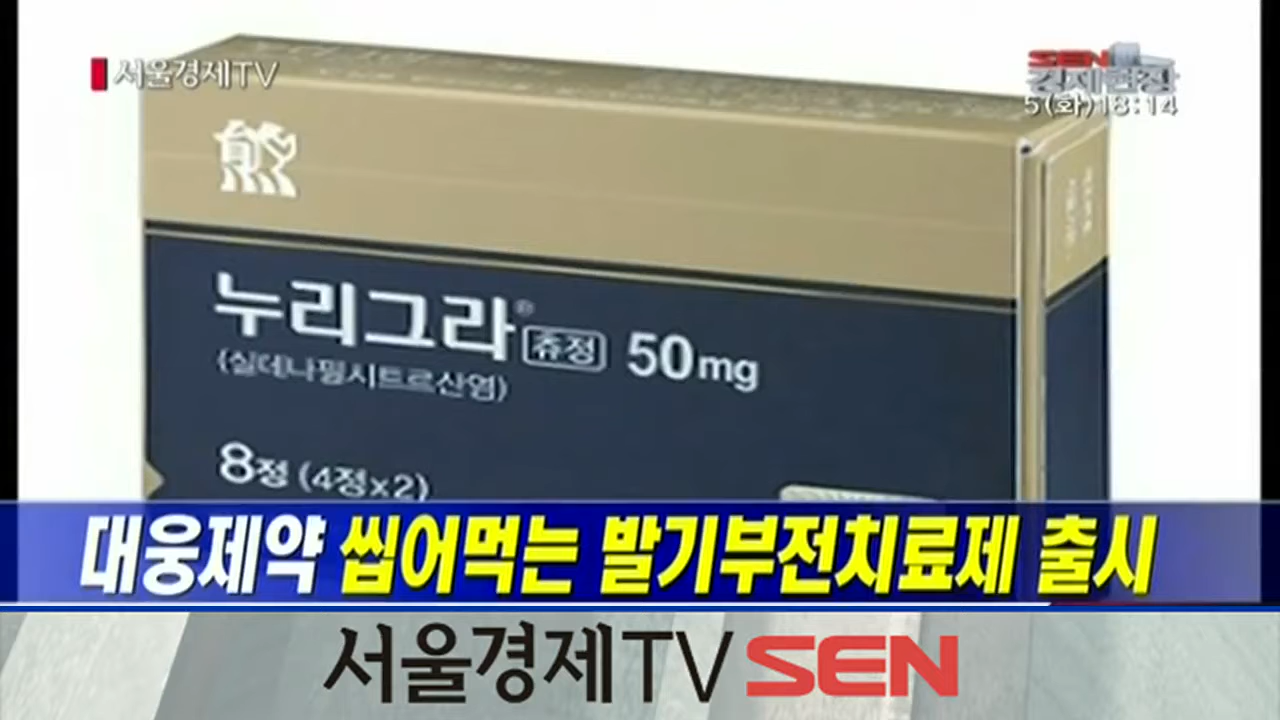 서울경제TV
SEN
경제현장
5(화)18:14
누리그라® 츄정 50mg
(실데나필시트르산염)
8정 (4정x2)
대웅제약 씹어먹는 발기부전치료제 출시
서울경제TV SEN